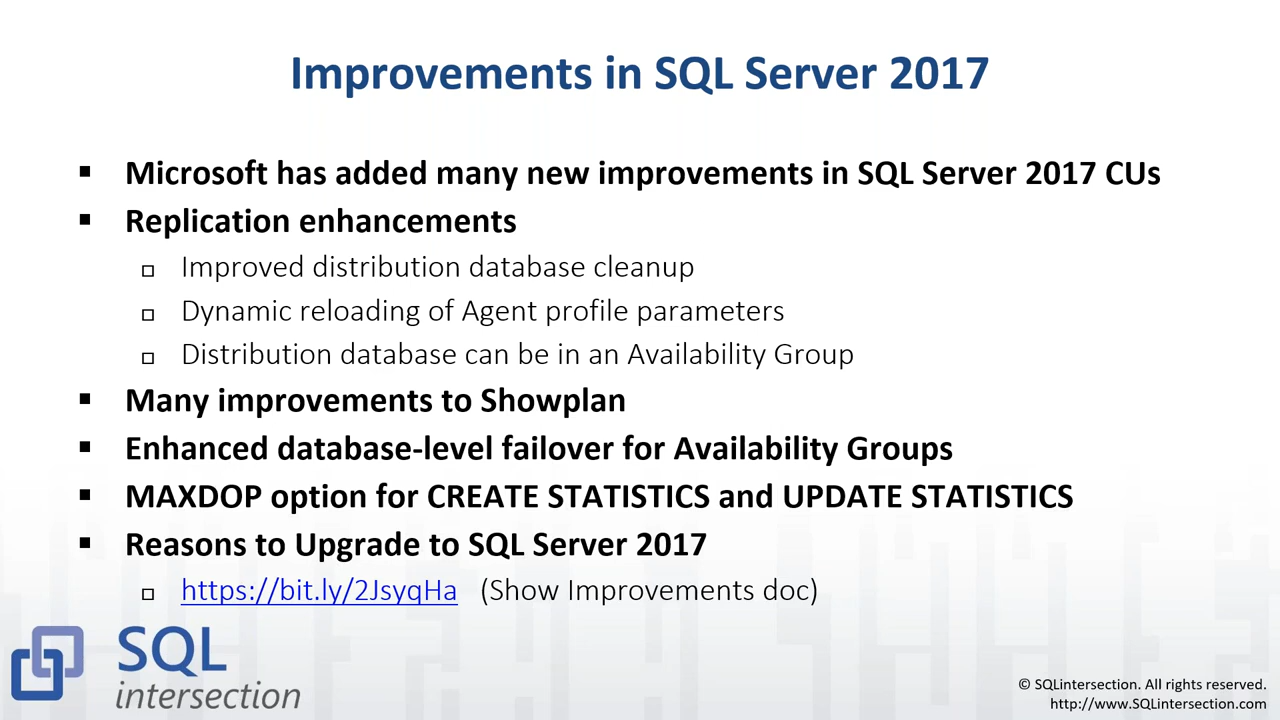 Improvements in SQL Server 2017
Microsoft has added many new improvements in SQL Server 2017 CUs
Replication enhancements
Improved distribution database cleanup
Dynamic reloading of Agent profile parameters
Distribution database can be in an Availability Group
Many improvements to Showplan
Enhanced database-level failover for Availability Groups
MAXDOP option for CREATE STATISTICS and UPDATE STATISTICS
Reasons to Upgrade to SQL Server 2017
https://bit.ly/2JsyqHa (Show Improvements doc)
SQL
intersection
© SQLintersection. All rights reserved.
http://www.SQLintersection.com